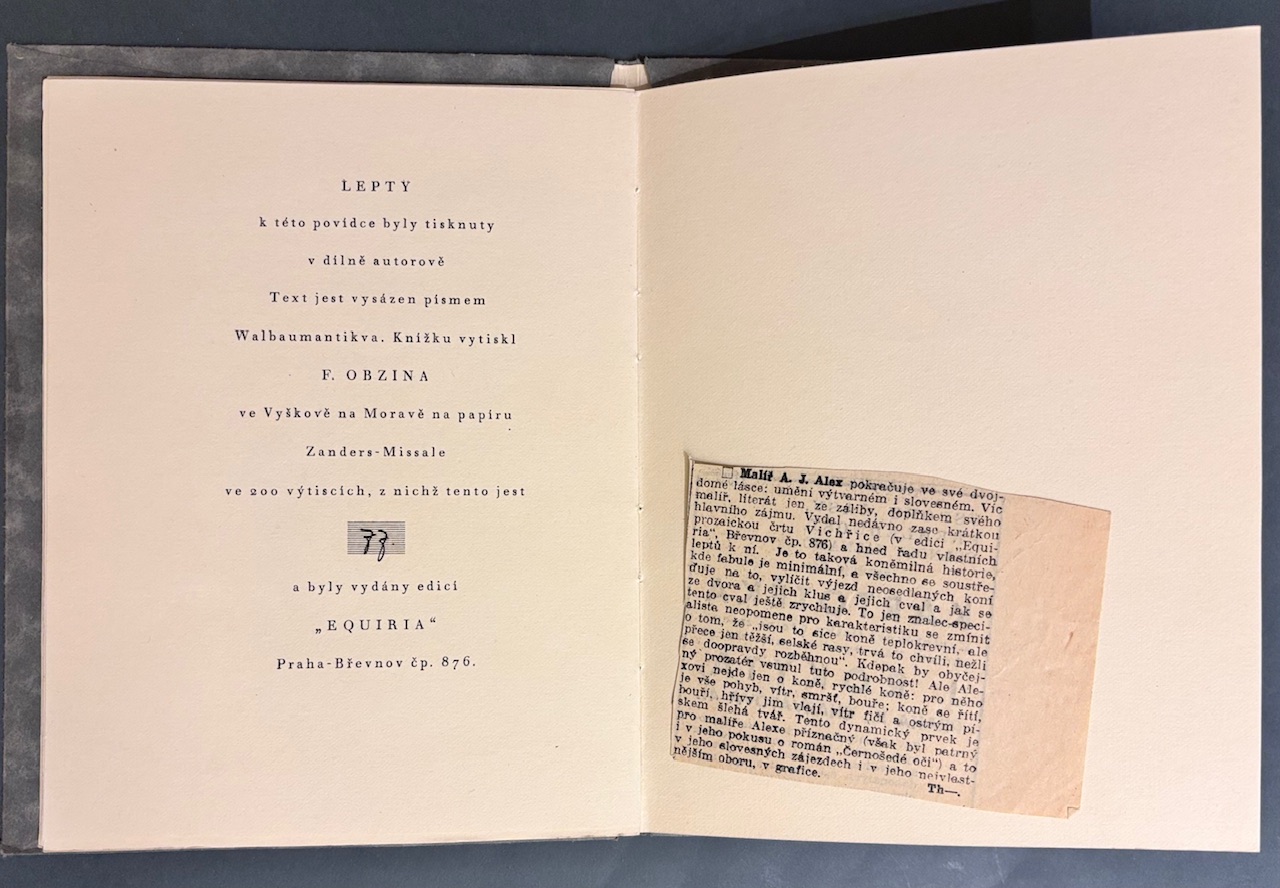 LEPTY
k této povídce byly tisknuty
v dílně autorově
Text jest vysázen písmem
Walbaumantikva. Knížku vytiskl
F. OBZINA
ve Vyškově na Moravě na papíru
Zanders-Missale
ve 200 výtiscích, z nichž tento jest
77.
a byly vydány edicí
„EQUIRIA“
Praha-Břevnov čp. 876.
Malíř A. J. Alex pokračuje ve své dvoj-
domé lásce: umění výtvarném i slovesném. Víc
malíř, literát jen ze záliby, doplňkem svého
hlavního zájmu. Vydal nedávno zase krátkou
prozaickou črtu Vichřice (v edici „Equi-
ria“, Břevnov čp. 876) a hned řadu vlastních
leptů k ní. Je to taková koněmilná historie,
kde fabule je minimální, a všechno se soustře-
ďuje na to, vylíčit výjezd neosedlaných koní
ze dvora a jejich klus a jejich cval a jak se
tento cval ještě zrychluje. To jen znalec-speci-
alista neopomene pro karakteristiku se zmínit
o tom, že „jsou to sice koně teplokrevní, ale
přece jen těžší, selské rasy, trvá to chvíli, nežli
se doopravdy rozběhnou“. Kdepak by obyčej-
ný prozatér vsunul tuto podrobnost! Ale Ale-
xovi nejde jen o koně, rychlé koně: pro něho
je vše pohyb, vítr, smršť, bouře; koně se řítí,
bouří, hřívy jim vlají, vítr fičí a ostrým pí-
skem šlehá tvář. Tento dynamický prvek je
pro malíře Alexe příznačný (však byl patrný
i v jeho pokusu o román „Černošedé oči“) a to
v jeho slovesných zájezdech i v jeho nejvlast-
nějším oboru, v grafice.
Th—.